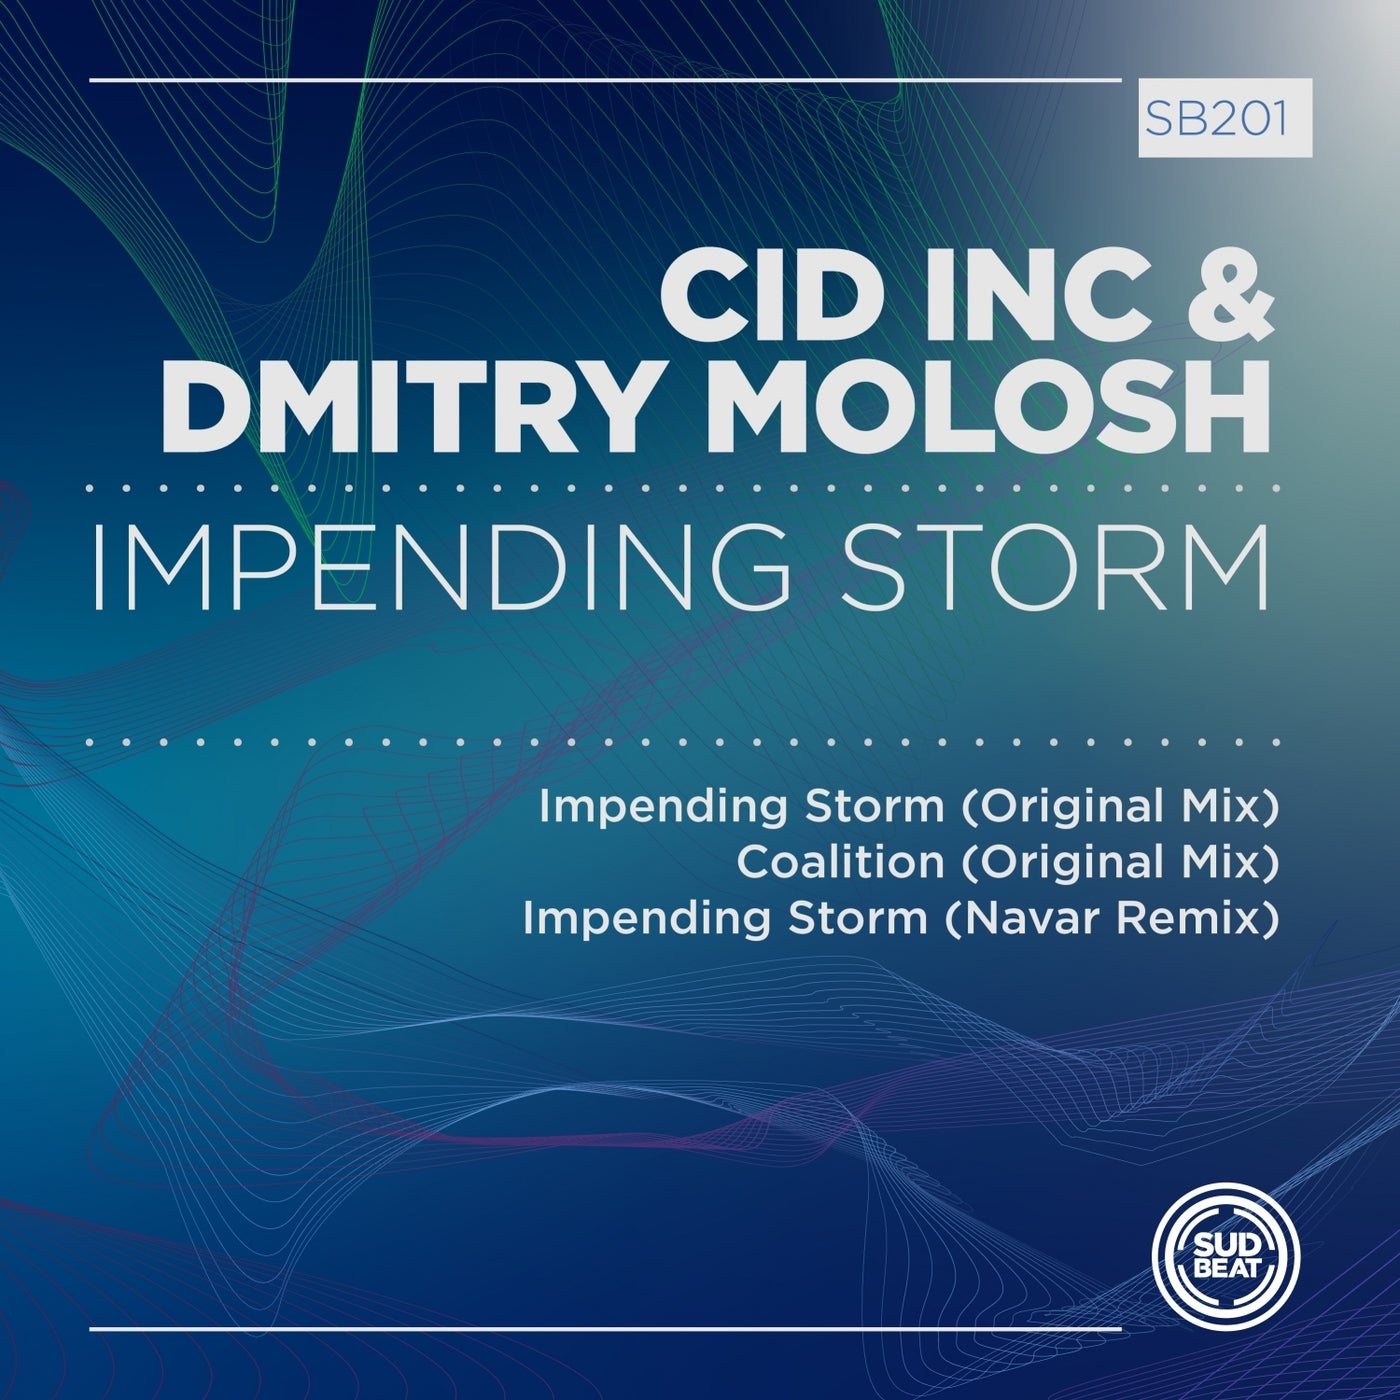 SB201
CID INC &
DMITRY MOLOSH
IMPENDING STORM
Impending Storm (Original Mix)
Coalition (Original Mix)
Impending Storm (Navar Remix)
SUD
BEAT